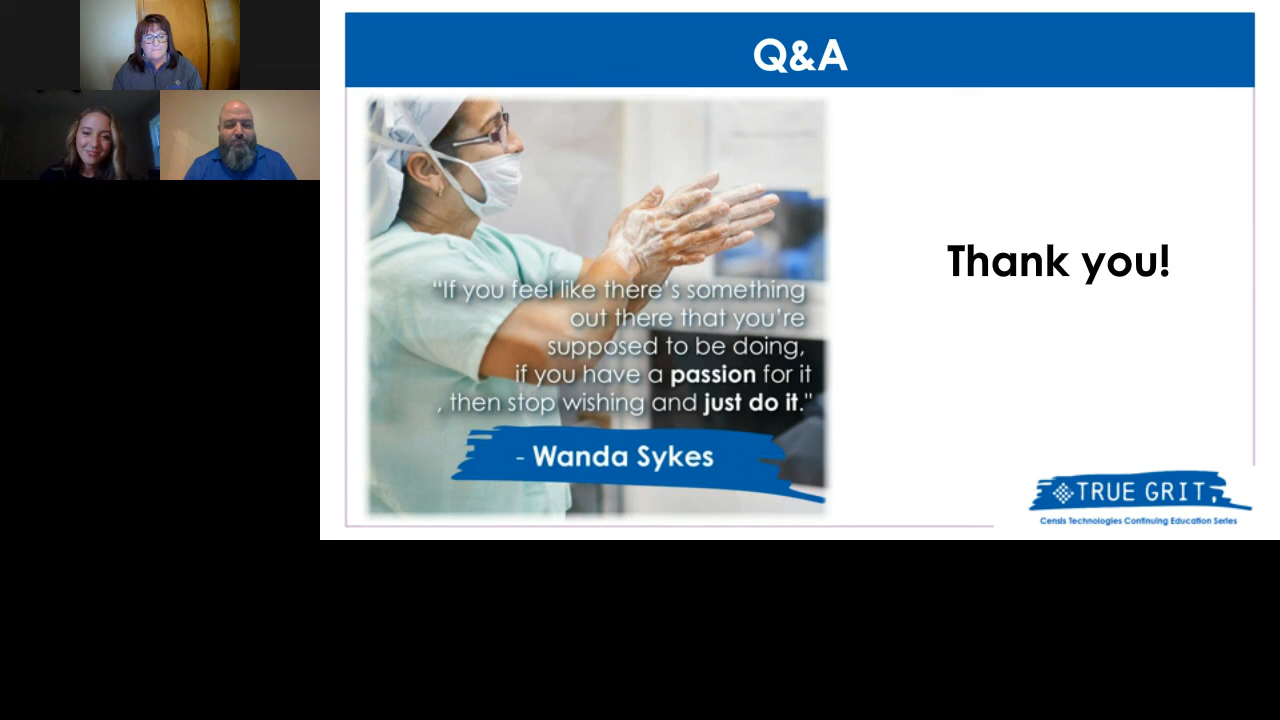 Q&A
“If you feel like there's something
out there that you're
supposed to be doing,
if you have a passion for it
, then stop wishing and just do it."
- Wanda Sykes
Thank you!
TRUE GRIT
Censis Technologies Continuing Education Series